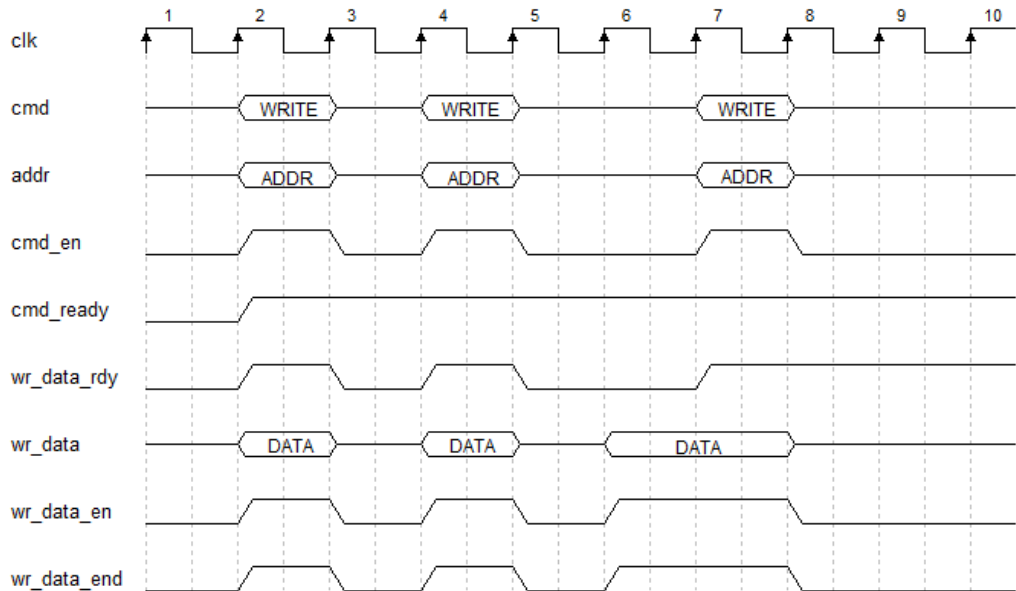 1 2 3 4 5 6 7 8 9 10
clk
cmd WRITE WRITE WRITE
addr ADDR ADDR ADDR
cmd_en
cmd_ready
wr_data_rdy
wr_data DATA DATA DATA
wr_data_en
wr_data_end